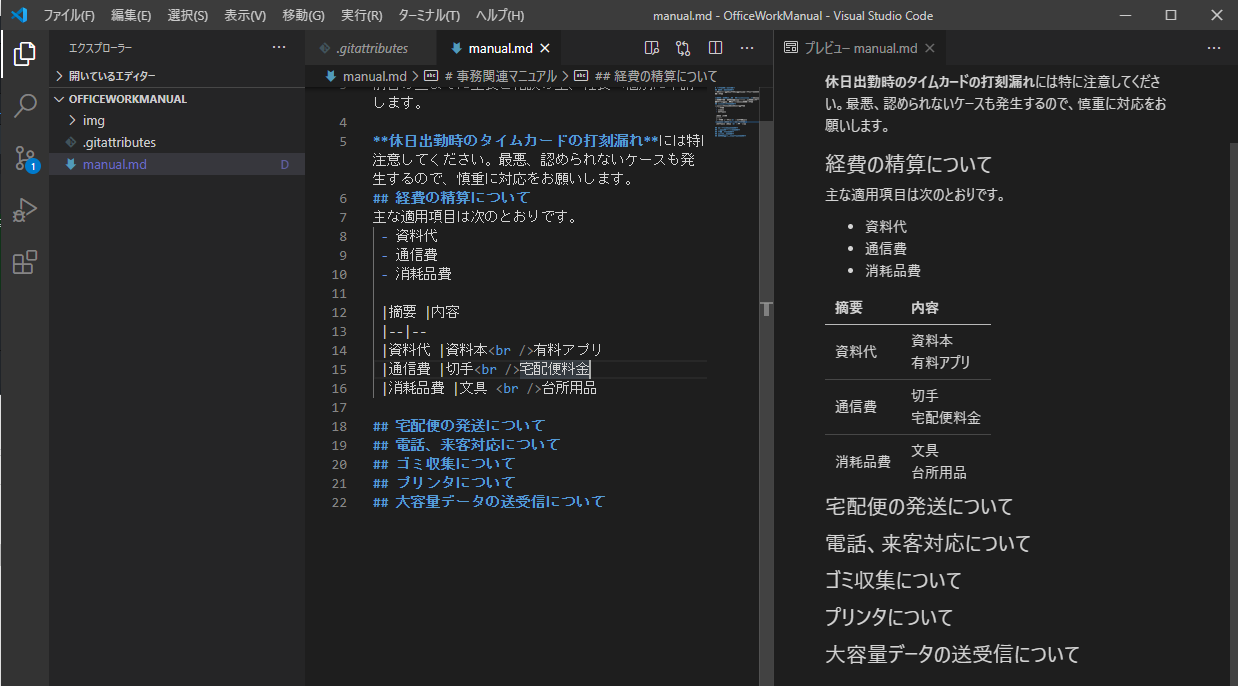 ファイル(F) 編集(E) 選択(S) 表示(V) 移動(G) 実行(R) ターミナル(T) ヘルプ(H) manual.md - OfficeWorkManual - Visual Studio Code
エクスプローラー
開いているエディター
OFFICEWORKMANUAL
img
.gitattributes
manual.md D
1
.gitattributes manual.md
manual.md > # 事務関連マニュアル > ## 経費の精算について
します。
4
5 **休日出勤時のタイムカードの打刻漏れ**には特に
注意してください。最悪、認められないケースも発
生するので、慎重に対応をお願いします。
6 ## 経費の精算について
7 主な適用項目は次のとおりです。
8 - 資料代
9 - 通信費
10 - 消耗品費
11
12 |摘要 |内容
13 |--|--
14 |資料代 |資料本<br />有料アプリ
15 |通信費 |切手<br />宅配便料金
16 |消耗品費 |文具 <br />台所用品
17
18 ## 宅配便の発送について
19 ## 電話、来客対応について
20 ## ゴミ収集について
21 ## プリンタについて
22 ## 大容量データの送受信について
プレビュー manual.md
休日出勤時のタイムカードの打刻漏れには特に注意してくださ
い。最悪、認められないケースも発生するので、慎重に対応をお
願いします。
経費の精算について
主な適用項目は次のとおりです。
• 資料代
• 通信費
• 消耗品費
摘要 内容
資料代 資料本
有料アプリ
通信費 切手
宅配便料金
消耗品費 文具
台所用品
宅配便の発送について
電話、来客対応について
ゴミ収集について
プリンタについて
大容量データの送受信について